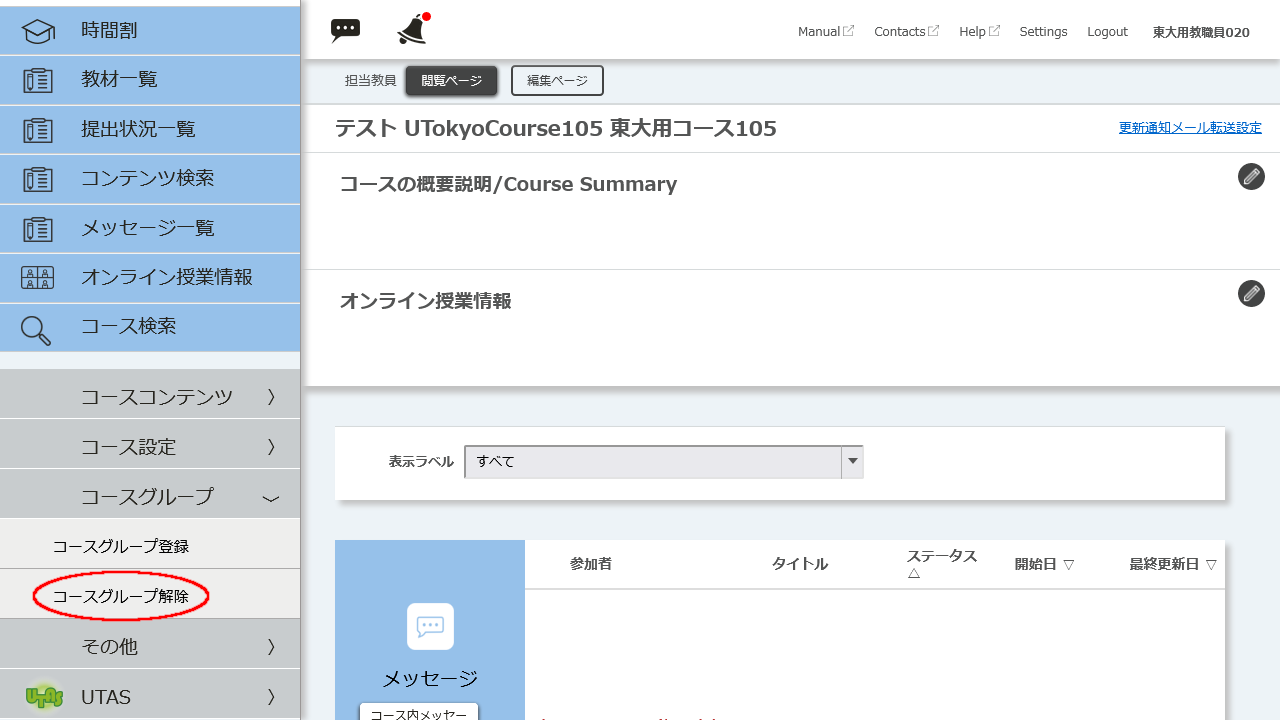 時間割
教材一覧
提出状況一覧
コンテンツ検索
メッセージ一覧
オンライン授業情報
コース検索
コースコンテンツ
コース設定
コースグループ
コースグループ登録
コースグループ解除
その他
UTAS UTAS
Manual Contacts Help Settings Logout 東大用教職員020
担当教員 閲覧ページ 編集ページ
テスト UTokyoCourse105 東大用コース105 更新通知メール転送設定
コースの概要説明/Course Summary
オンライン授業情報
表示ラベル すべて
参加者 タイトル ステータス △ 開始日 ▽ 最終更新日 ▽
メッセージ
コース内メッセー